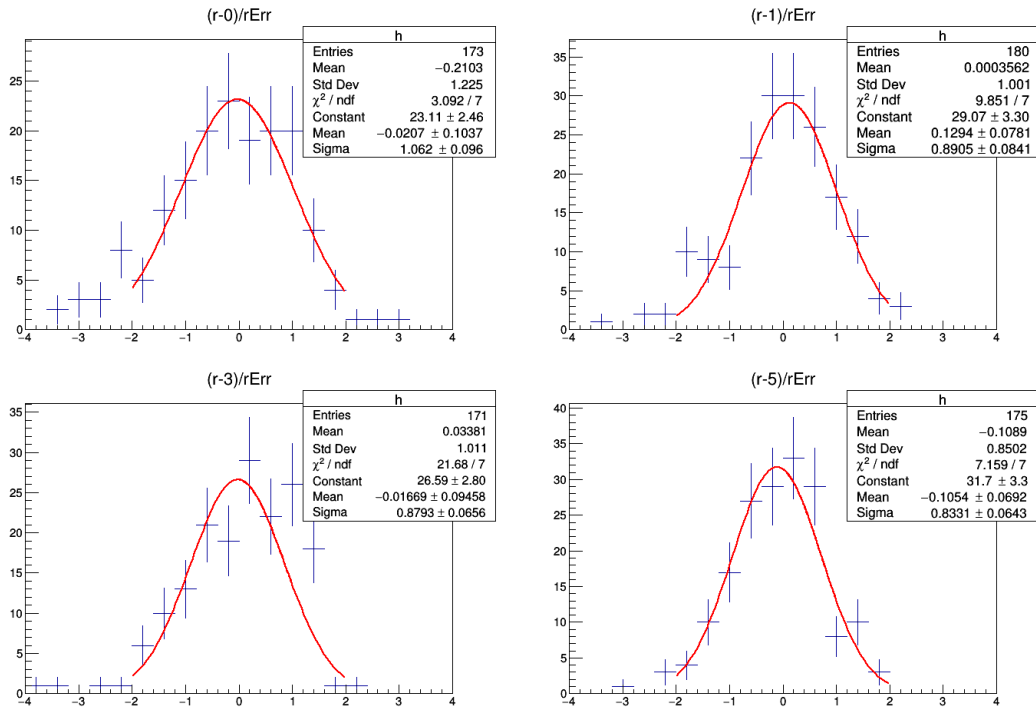 (r-0)/rErr
h
Entries 173
Mean −0.2103
Std Dev 1.225
χ² / ndf 3.092 / 7
Constant 23.11 ± 2.46
Mean −0.0207 ± 0.1037
Sigma 1.062 ± 0.096
25
20
15
10
5
0
−4 −3 −2 −1 0 1 2 3 4
(r-1)/rErr
h
Entries 180
Mean 0.0003562
Std Dev 1.001
χ² / ndf 9.851 / 7
Constant 29.07 ± 3.30
Mean 0.1294 ± 0.0781
Sigma 0.8905 ± 0.0841
35
30
25
20
15
10
5
0
−4 −3 −2 −1 0 1 2 3 4
(r-3)/rErr
h
Entries 171
Mean 0.03381
Std Dev 1.011
χ² / ndf 21.68 / 7
Constant 26.59 ± 2.80
Mean −0.01669 ± 0.09458
Sigma 0.8793 ± 0.0656
35
30
25
20
15
10
5
0
−4 −3 −2 −1 0 1 2 3 4
(r-5)/rErr
h
Entries 175
Mean −0.1089
Std Dev 0.8502
χ² / ndf 7.159 / 7
Constant 31.7 ± 3.3
Mean −0.1054 ± 0.0692
Sigma 0.8331 ± 0.0643
40
35
30
25
20
15
10
5
0
−4 −3 −2 −1 0 1 2 3 4